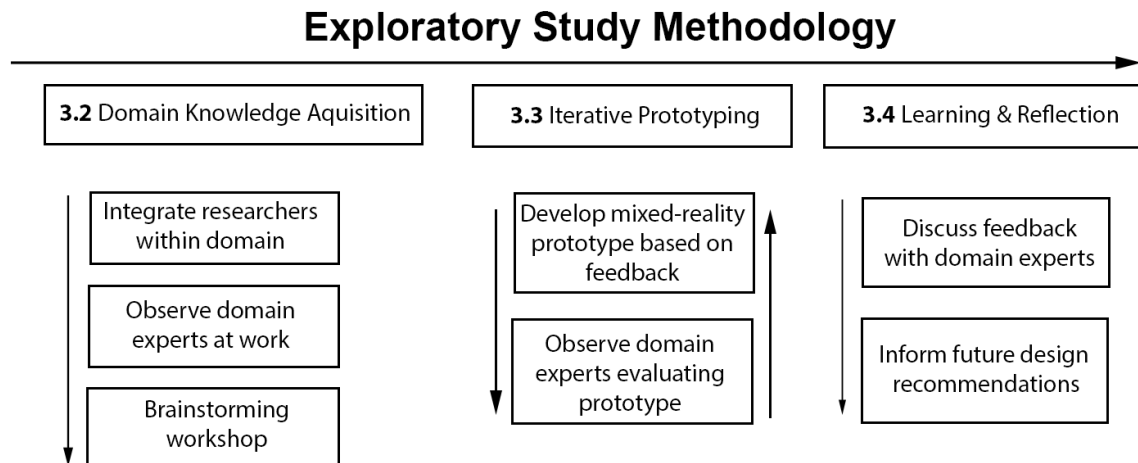 Exploratory Study Methodology
3.2 Domain Knowledge Aquisition
Integrate researchers
within domain
Observe domain
experts at work
Brainstorming
workshop
3.3 Iterative Prototyping
Develop mixed-reality
prototype based on
feedback
Observe domain
experts evaluating
prototype
3.4 Learning & Reflection
Discuss feedback
with domain experts
Inform future design
recommendations